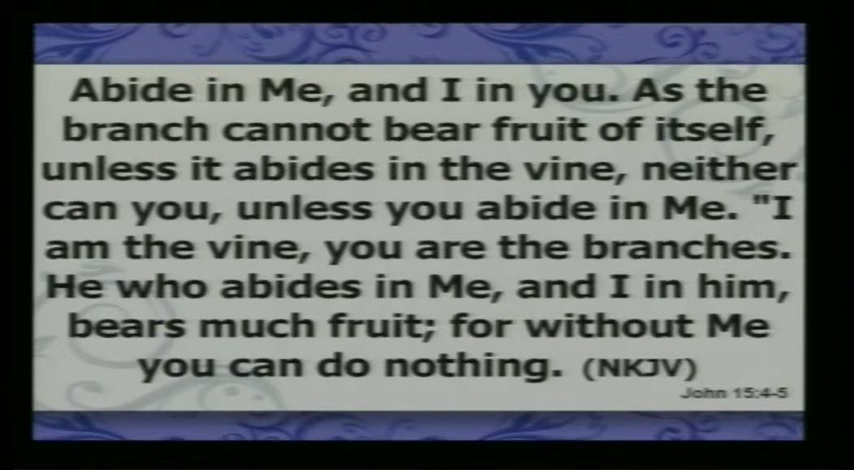 Abide in Me, and I in you. As the
branch cannot bear fruit of itself,
unless it abides in the vine, neither
can you, unless you abide in Me. "I
am the vine, you are the branches.
He who abides in Me, and I in him,
bears much fruit; for without Me
you can do nothing. (NKJV)
John 15:4-5